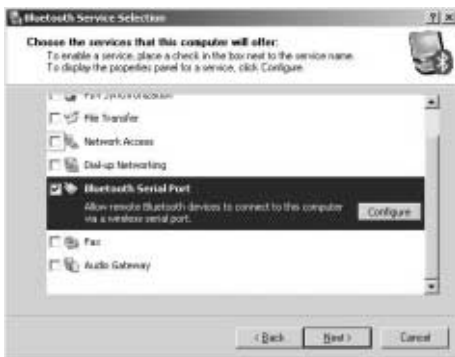 Bluetooth Service Selection
Choose the services that this computer will offer:
To enable a service, place a check in the box next to the service name.
To display the properties panel for a service, click Configure.
PIM Synchronization
File Transfer
Network Access
Dial-up Networking
Bluetooth Serial Port
Allow remote Bluetooth devices to connect to this computer
via a wireless serial port.
Configure
Fax
Audio Gateway
< Back
Next >
Cancel